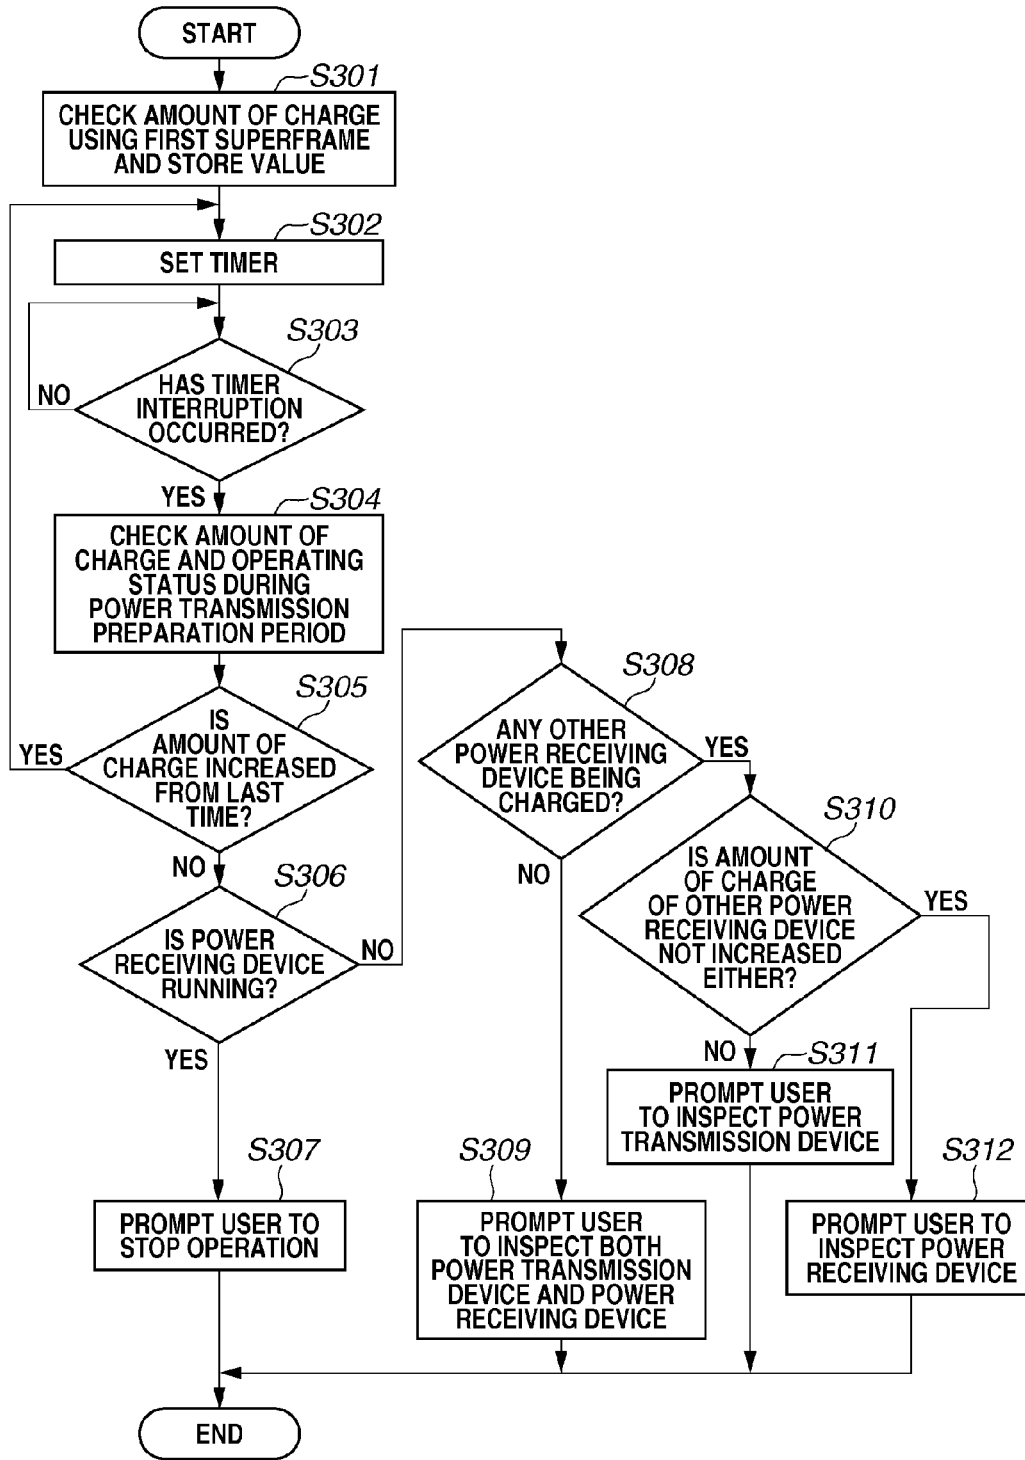 START
S301
CHECK AMOUNT OF CHARGE
USING FIRST SUPERFRAME
AND STORE VALUE
S302
SET TIMER
S303
HAS TIMER
INTERRUPTION
OCCURRED?
NO
YES
S304
CHECK AMOUNT OF
CHARGE AND OPERATING
STATUS DURING
POWER TRANSMISSION
PREPARATION PERIOD
S305
IS
AMOUNT OF
CHARGE INCREASED
FROM LAST
TIME?
YES
NO
S306
IS POWER
RECEIVING DEVICE
RUNNING?
NO
YES
S307
PROMPT USER TO
STOP OPERATION
S308
ANY OTHER
POWER RECEIVING
DEVICE BEING
CHARGED?
YES
NO
S309
PROMPT USER
TO INSPECT BOTH
POWER TRANSMISSION
DEVICE AND POWER
RECEIVING DEVICE
S310
IS AMOUNT
OF CHARGE
OF OTHER POWER
RECEIVING DEVICE
NOT INCREASED
EITHER?
YES
NO
S311
PROMPT USER
TO INSPECT POWER
TRANSMISSION DEVICE
S312
PROMPT USER TO
INSPECT POWER
RECEIVING DEVICE
END